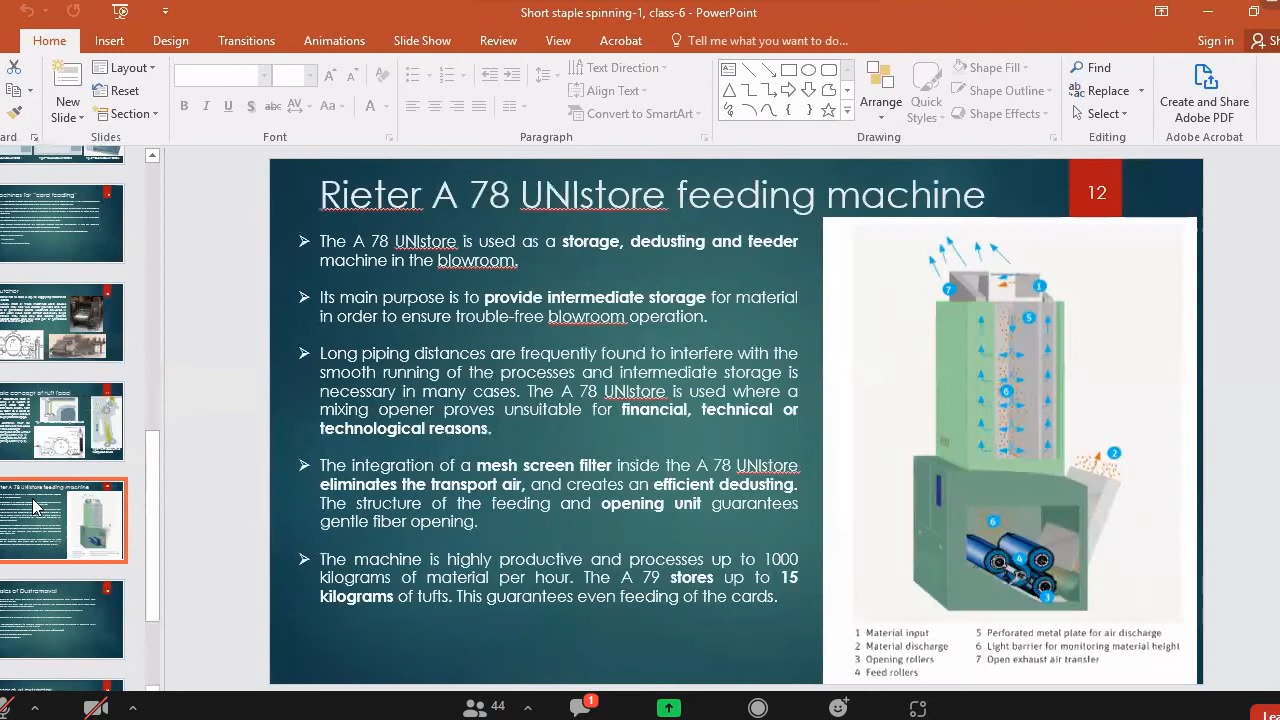 Short staple spinning-1, class-6 - PowerPoint
Home Insert Design Transitions Animations Slide Show Review View Acrobat Tell me what you want to do... Sign in
New Slide
Layout
Reset
Section
Slides
Font
Text Direction
Align Text
Convert to SmartArt
Paragraph
Arrange
Quick Styles
Shape Fill
Shape Outline
Shape Effects
Drawing
Find
Replace
Select
Editing
Create and Share
Adobe PDF
Adobe Acrobat
Rieter A 78 UNIstore feeding machine
12
The A 78 UNIstore is used as a storage, dedusting and feeder
machine in the blowroom.
Its main purpose is to provide intermediate storage for material
in order to ensure trouble-free blowroom operation.
Long piping distances are frequently found to interfere with the
smooth running of the processes and intermediate storage is
necessary in many cases. The A 78 UNIstore is used where a
mixing opener proves unsuitable for financial, technical or
technological reasons.
The integration of a mesh screen filter inside the A 78 UNIstore
eliminates the transport air, and creates an efficient dedusting.
The structure of the feeding and opening unit guarantees
gentle fiber opening.
The machine is highly productive and processes up to 1000
kilograms of material per hour. The A 79 stores up to 15
kilograms of tufts. This guarantees even feeding of the cards.
7
1
5
6
2
6
4
3
1 Material input
2 Material discharge
3 Opening rollers
4 Feed rollers
5 Perforated metal plate for air discharge
6 Light barrier for monitoring material height
7 Open exhaust air transfer
44
1